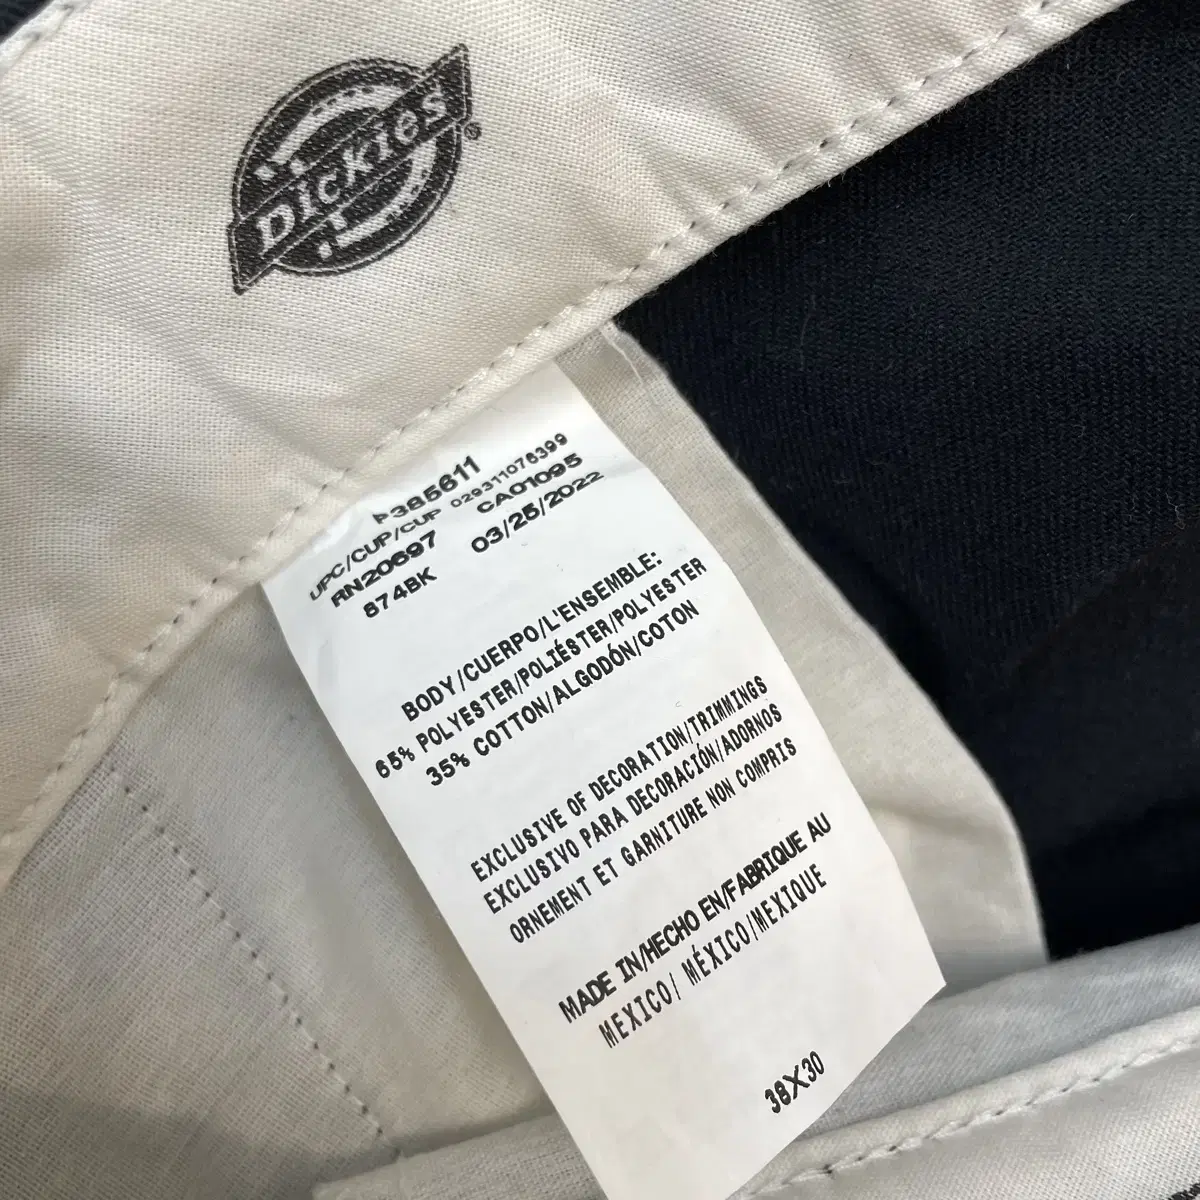 Dickies®
P385611
UPC/CUP/CUP 029311076399
RN20697 CA01095
874BK 03/25/2022
BODY/CUERPO/L'ENSEMBLE:
65% POLYESTER/POLIÉSTER/POLYESTER
35% COTTON/ALGODÓN/COTON
EXCLUSIVE OF DECORATION/TRIMMINGS
EXCLUSIVO PARA DECORACIÓN/ADORNOS
ORNEMENT ET GARNITURE NON COMPRIS
MADE IN/HECHO EN/FABRIQUE AU
MEXICO/ MÉXICO/MEXIQUE
38X30